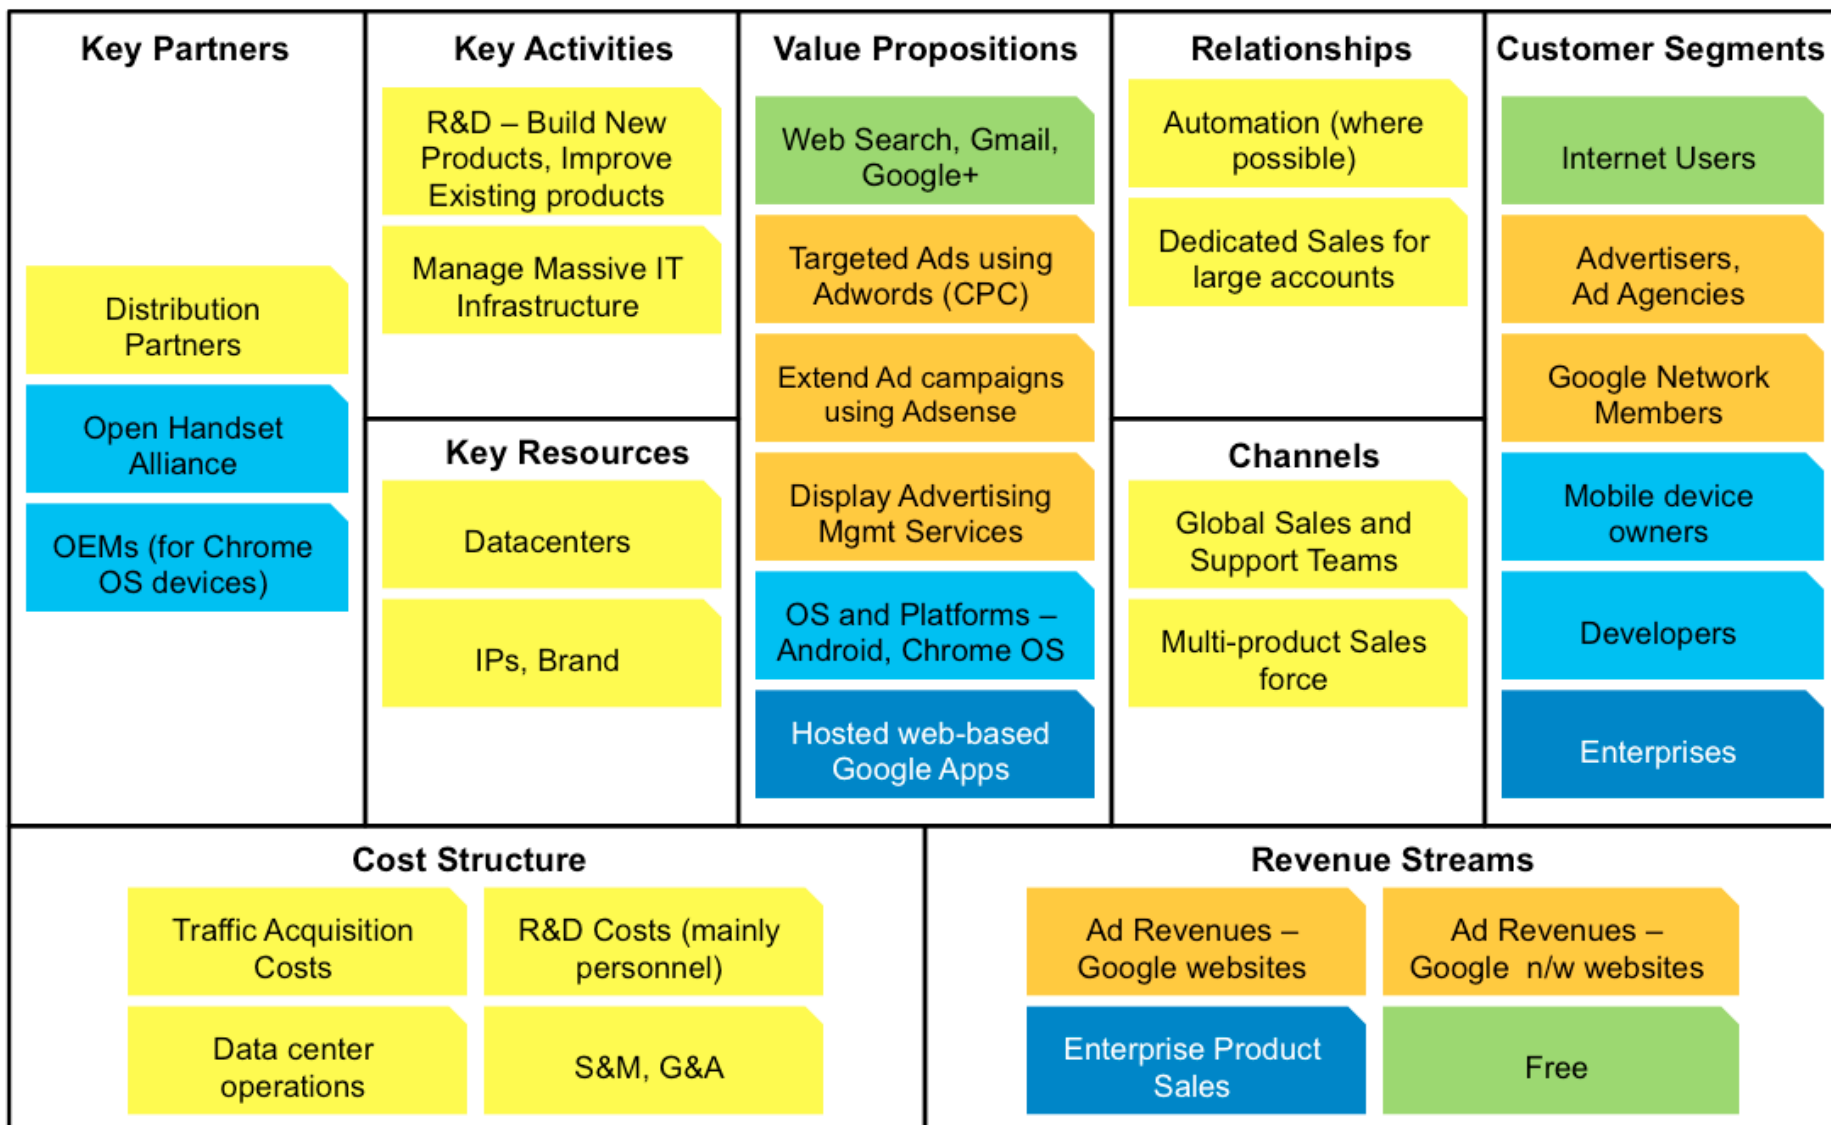 Key Partners
Distribution
Partners
Open Handset
Alliance
OEMs (for Chrome
OS devices)
Key Activities
R&D – Build New
Products, Improve
Existing products
Manage Massive IT
Infrastructure
Key Resources
Datacenters
IPs, Brand
Value Propositions
Web Search, Gmail,
Google+
Targeted Ads using
Adwords (CPC)
Extend Ad campaigns
using Adsense
Display Advertising
Mgmt Services
OS and Platforms –
Android, Chrome OS
Hosted web-based
Google Apps
Relationships
Automation (where
possible)
Dedicated Sales for
large accounts
Channels
Global Sales and
Support Teams
Multi-product Sales
force
Customer Segments
Internet Users
Advertisers,
Ad Agencies
Google Network
Members
Mobile device
owners
Developers
Enterprises
Cost Structure
Traffic Acquisition
Costs
R&D Costs (mainly
personnel)
Data center
operations
S&M, G&A
Revenue Streams
Ad Revenues –
Google websites
Ad Revenues –
Google n/w websites
Enterprise Product
Sales
Free